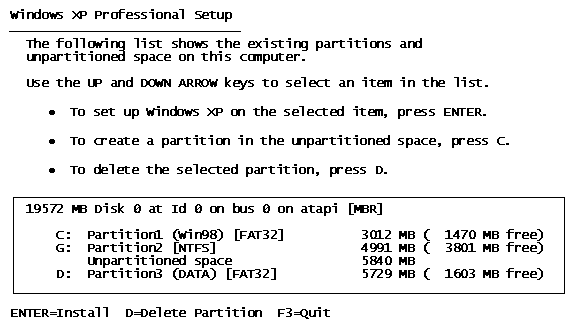 Windows XP Professional Setup
The following list shows the existing partitions and
unpartitioned space on this computer.
Use the UP and DOWN ARROW keys to select an item in the list.
• To set up Windows XP on the selected item, press ENTER.
• To create a partition in the unpartitioned space, press C.
• To delete the selected partition, press D.
19572 MB Disk 0 at Id 0 on bus 0 on atapi [MBR]
C: Partition1 (Win98) [FAT32] 3012 MB ( 1470 MB free)
G: Partition2 [NTFS] 4991 MB ( 3801 MB free)
Unpartitioned space 5840 MB
D: Partition3 (DATA) [FAT32] 5729 MB ( 1603 MB free)
ENTER=Install D=Delete Partition F3=Quit